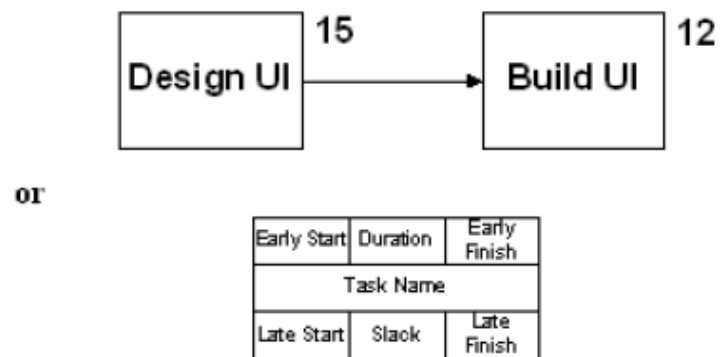 15
12
Design UI
Build UI
or
Early Start Duration Early Finish
Task Name
Late Start Slack Late Finish